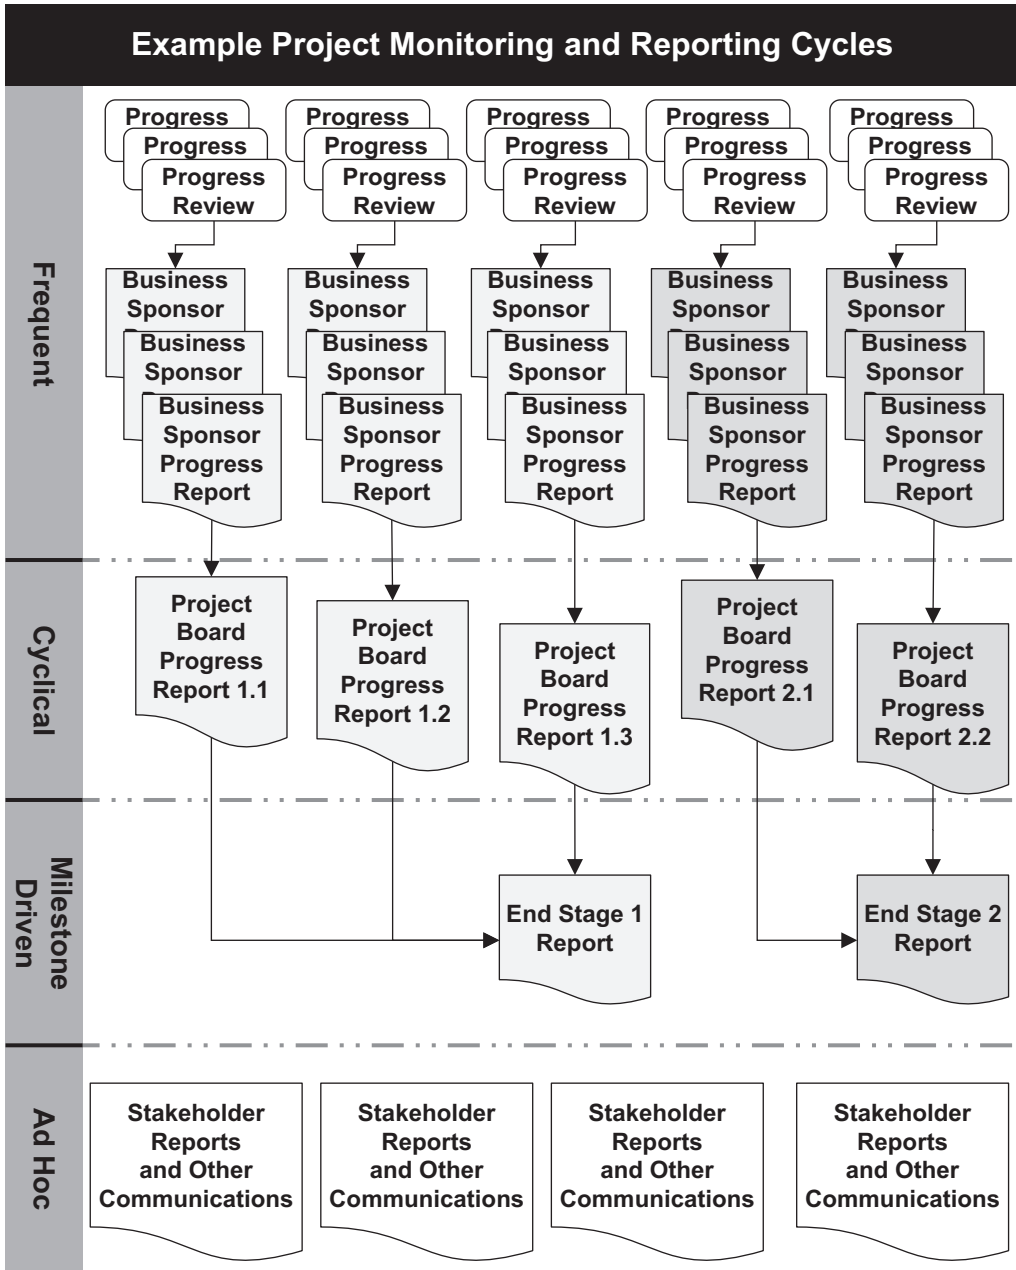 Example Project Monitoring and Reporting Cycles
Frequent
Progress
Progress
Progress
Review
Progress
Progress
Progress
Review
Progress
Progress
Progress
Review
Progress
Progress
Progress
Review
Progress
Progress
Progress
Review
Business
Sponsor
Business
Sponsor
Business
Sponsor
Progress
Report
Business
Sponsor
Business
Sponsor
Business
Sponsor
Progress
Report
Business
Sponsor
Business
Sponsor
Business
Sponsor
Progress
Report
Business
Sponsor
Business
Sponsor
Business
Sponsor
Progress
Report
Business
Sponsor
Business
Sponsor
Business
Sponsor
Progress
Report
Cyclical
Project
Board
Progress
Report 1.1
Project
Board
Progress
Report 1.2
Project
Board
Progress
Report 1.3
Project
Board
Progress
Report 2.1
Project
Board
Progress
Report 2.2
Milestone
Driven
End Stage 1
Report
End Stage 2
Report
Ad Hoc
Stakeholder
Reports
and Other
Communications
Stakeholder
Reports
and Other
Communications
Stakeholder
Reports
and Other
Communications
Stakeholder
Reports
and Other
Communications